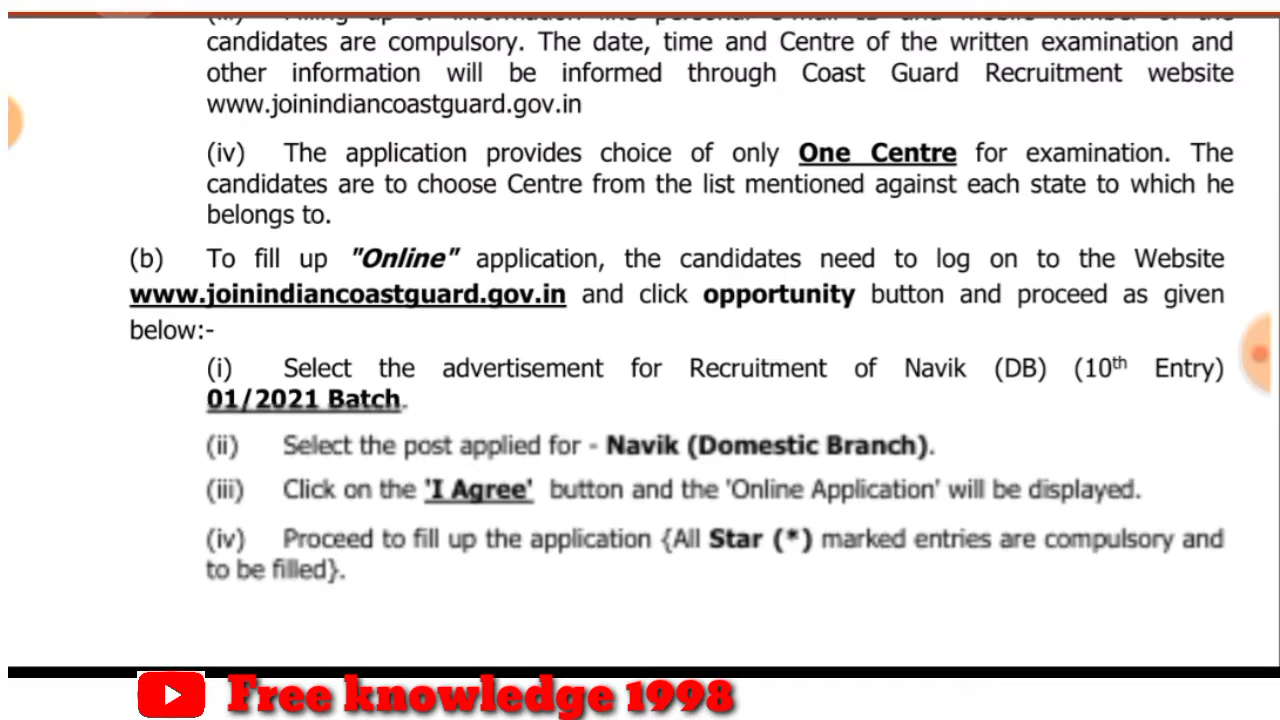 candidates are compulsory. The date, time and Centre of the written examination and
other information will be informed through Coast Guard Recruitment website
www.joinindiancoastguard.gov.in
(iv) The application provides choice of only One Centre for examination. The
candidates are to choose Centre from the list mentioned against each state to which he
belongs to.
(b) To fill up "Online" application, the candidates need to log on to the Website
www.joinindiancoastguard.gov.in and click opportunity button and proceed as given
below:-
(i) Select the advertisement for Recruitment of Navik (DB) (10th Entry)
01/2021 Batch.
(ii) Select the post applied for - Navik (Domestic Branch).
(iii) Click on the 'I Agree' button and the 'Online Application' will be displayed.
(iv) Proceed to fill up the application {All Star (*) marked entries are compulsory and
to be filled}.
Free knowledge 1998